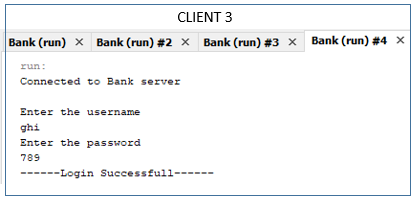 CLIENT 3
Bank (run) × Bank (run) #2 × Bank (run) #3 × Bank (run) #4 ×
run:
Connected to Bank server
Enter the username
ghi
Enter the password
789
------Login Successfull------